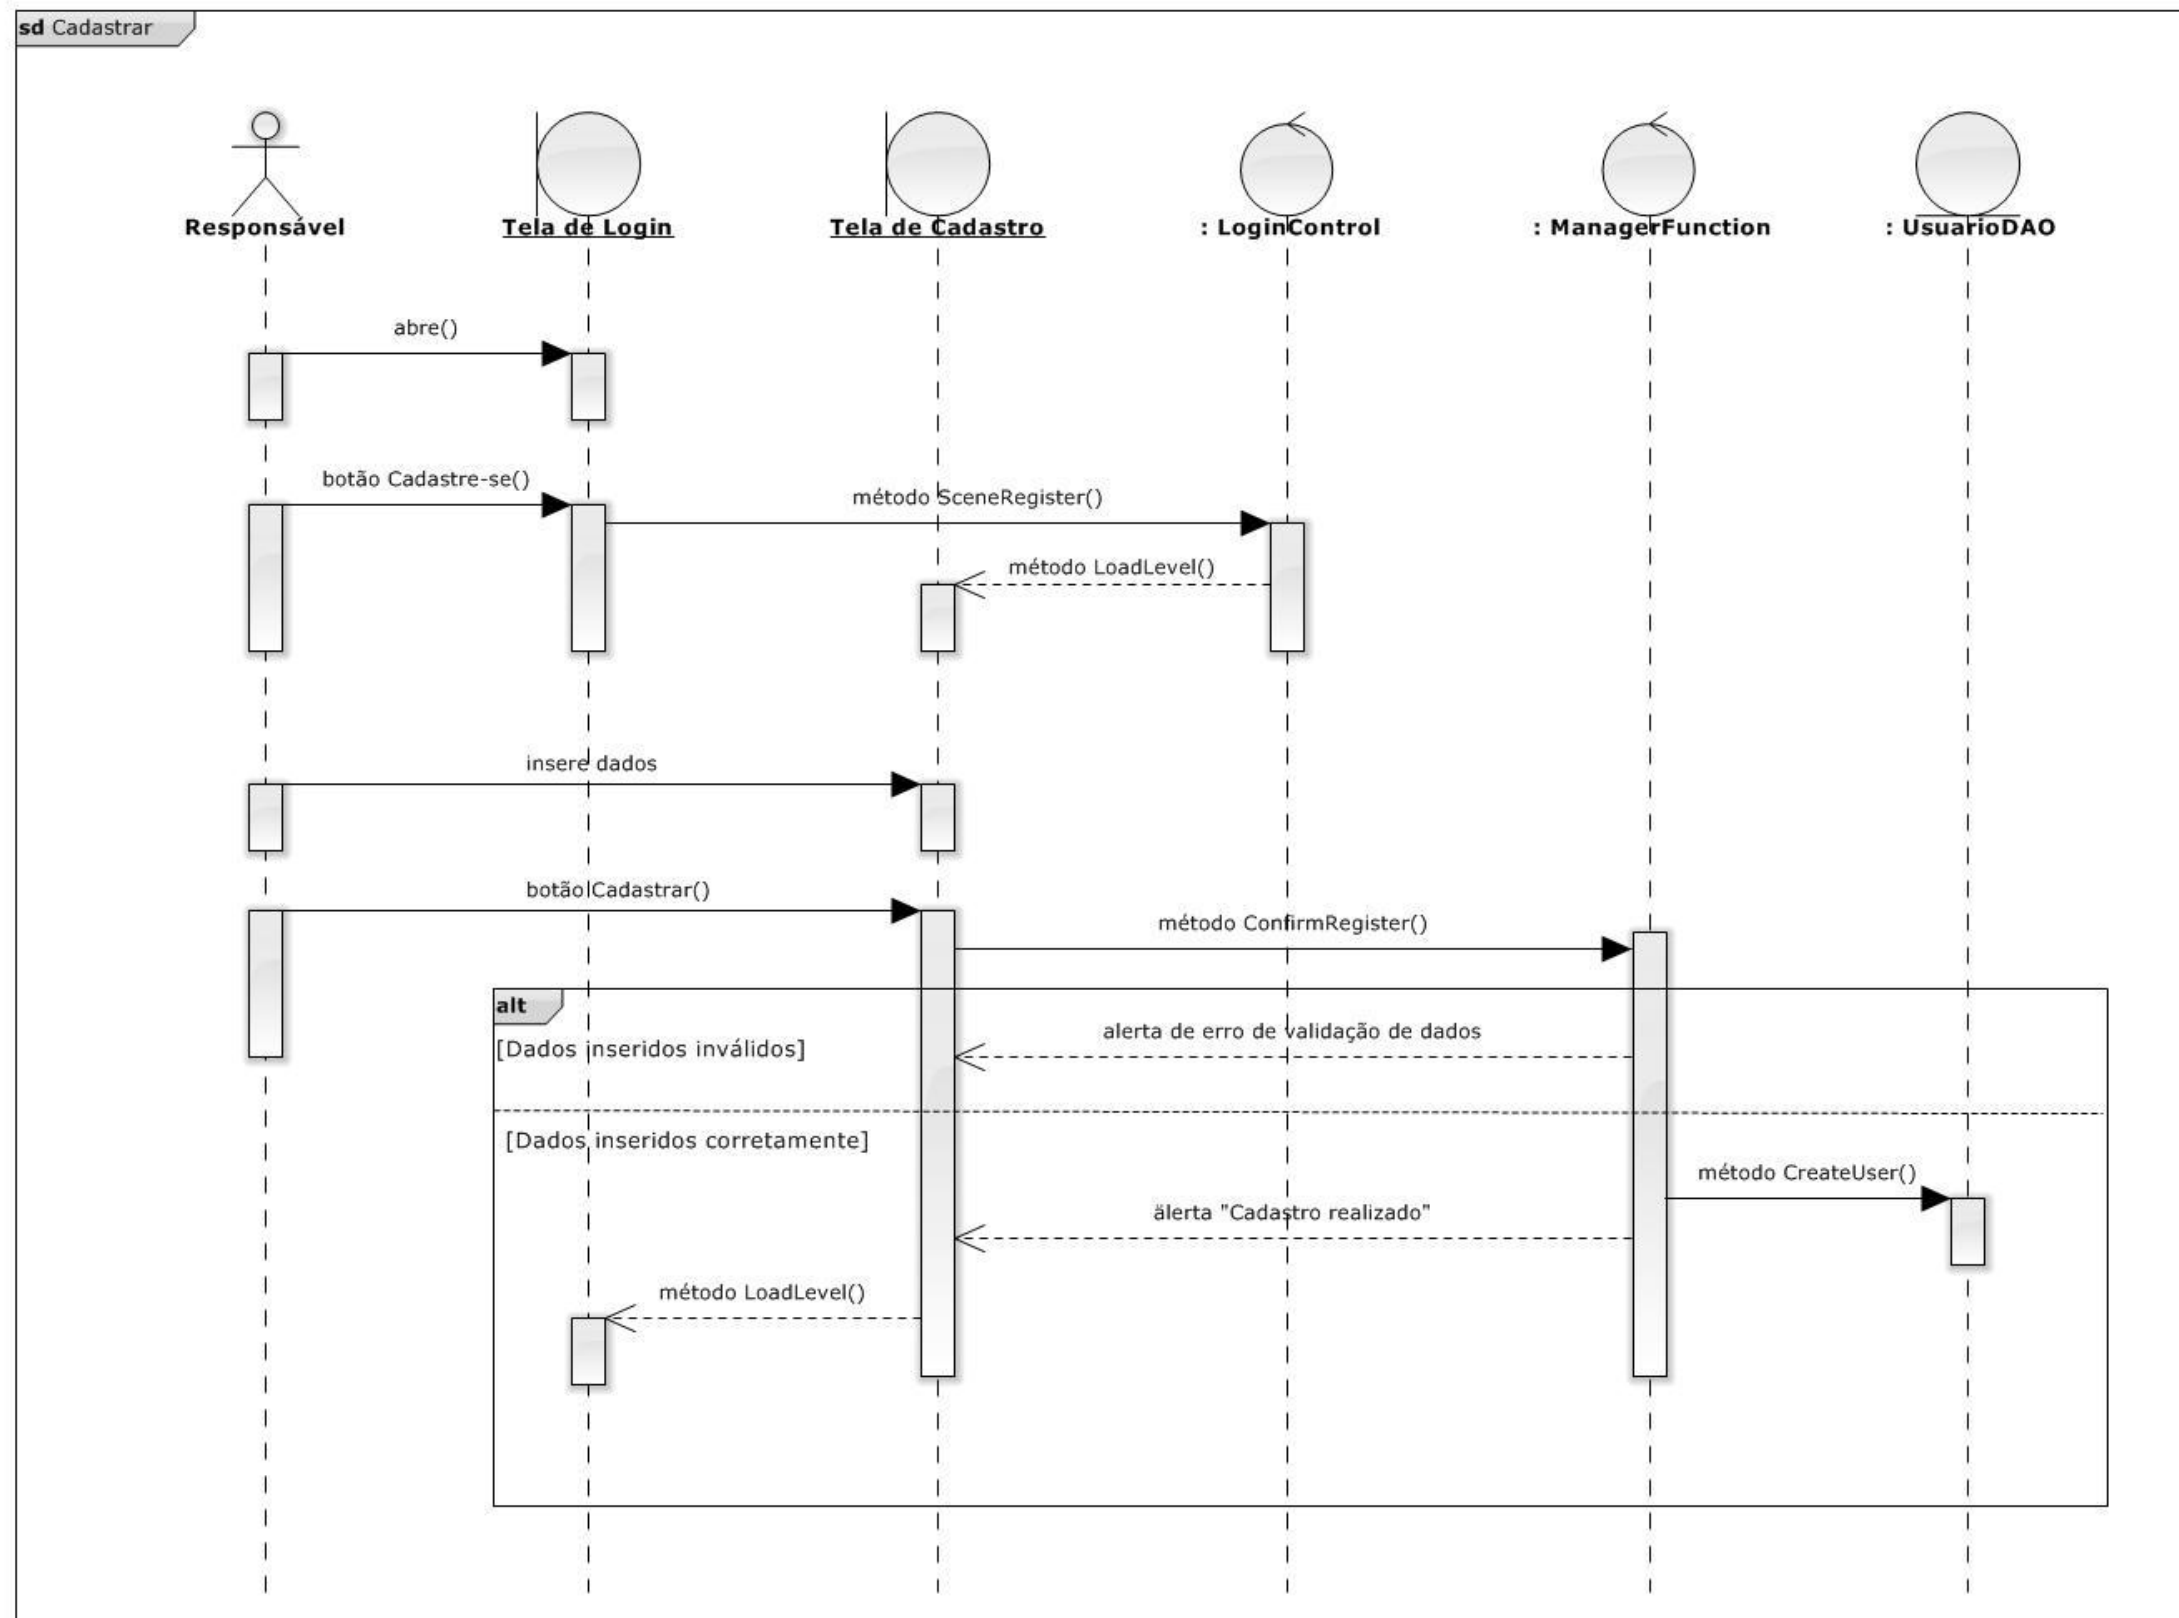 sd Cadastrar
Responsável
Tela de Login
Tela de Cadastro
: LoginControl
: ManagerFunction
: UsuarioDAO
abre()
botão Cadastre-se()
método SceneRegister()
método LoadLevel()
insere dados
botão Cadastrar()
método ConfirmRegister()
alt
alerta de erro de validação de dados
[Dados inseridos inválidos]
[Dados inseridos corretamente]
método CreateUser()
älerta "Cadastro realizado"
método LoadLevel()